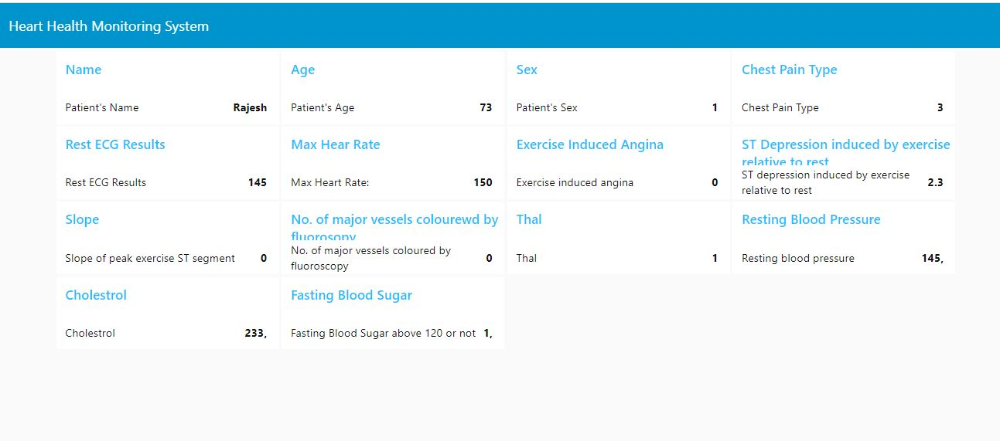 Heart Health Monitoring System
Name
Patient's Name Rajesh
Age
Patient's Age 73
Sex
Patient's Sex 1
Chest Pain Type
Chest Pain Type 3
Rest ECG Results
Rest ECG Results 145
Max Hear Rate
Max Heart Rate: 150
Exercise Induced Angina
Exercise induced angina 0
ST Depression induced by exercise
relative to rest
ST depression induced by exercise
relative to rest 2.3
Slope
Slope of peak exercise ST segment 0
No. of major vessels colourewd by
fluorosopy
No. of major vessels coloured by
fluoroscopy 0
Thal
Thal 1
Resting Blood Pressure
Resting blood pressure 145,
Cholestrol
Cholestrol 233,
Fasting Blood Sugar
Fasting Blood Sugar above 120 or not 1,